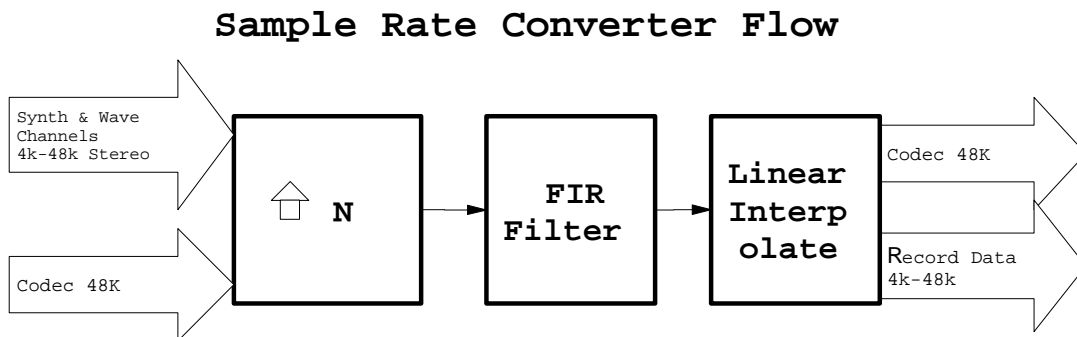 Sample Rate Converter Flow
Synth & Wave
Channels
4k-48k Stereo
Codec 48K
N
FIR
Filter
Linear
Interp
olate
Codec 48K
Record Data
4k-48k